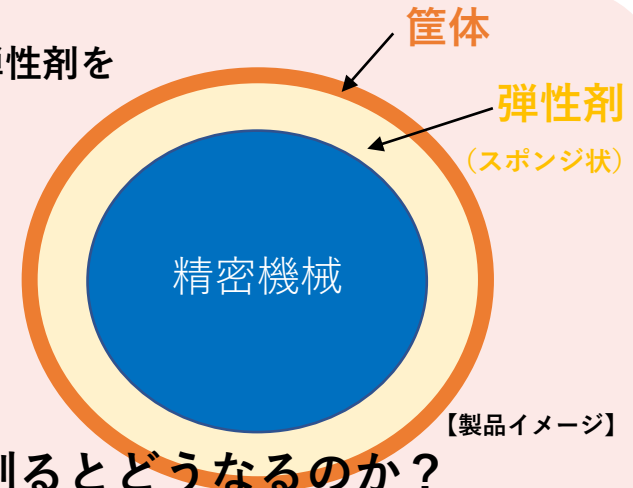 筐体
弾性剤を
弾性剤
（スポンジ状）
精密機械
【製品イメージ】
るとどうなるのか？